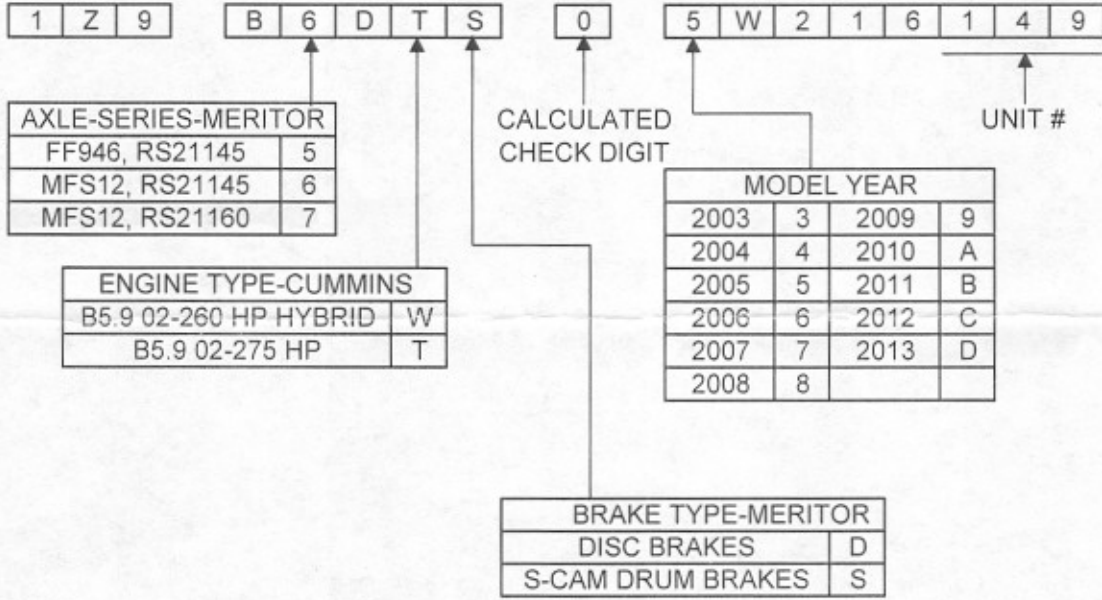 1 Z 9 B 6 D T S 0 5 W 2 1 6 1 4 9
AXLE-SERIES-MERITOR
FF946, RS21145 5
MFS12, RS21145 6
MFS12, RS21160 7
CALCULATED
CHECK DIGIT
UNIT #
MODEL YEAR
2003 3 2009 9
2004 4 2010 A
2005 5 2011 B
2006 6 2012 C
2007 7 2013 D
2008 8
ENGINE TYPE-CUMMINS
B5.9 02-260 HP HYBRID W
B5.9 02-275 HP T
BRAKE TYPE-MERITOR
DISC BRAKES D
S-CAM DRUM BRAKES S